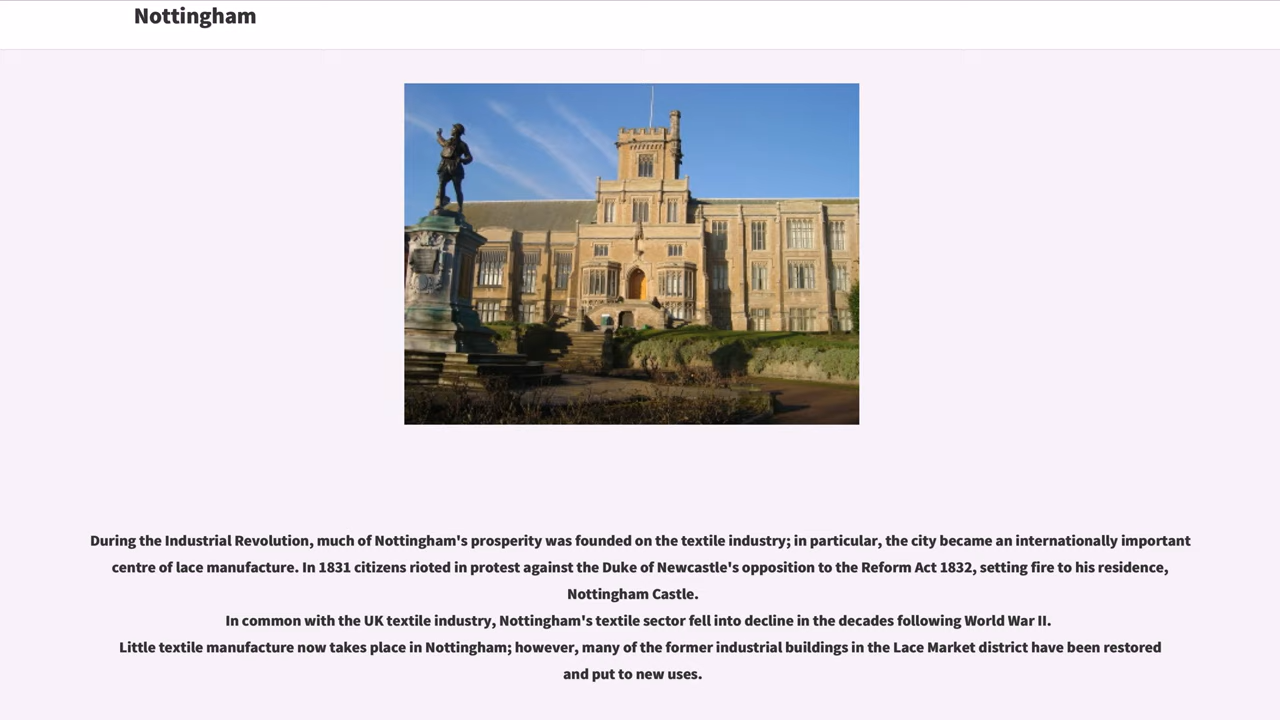 Nottingham
During the Industrial Revolution, much of Nottingham's prosperity was founded on the textile industry; in particular, the city became an internationally important
centre of lace manufacture. In 1831 citizens rioted in protest against the Duke of Newcastle's opposition to the Reform Act 1832, setting fire to his residence,
Nottingham Castle.
In common with the UK textile industry, Nottingham's textile sector fell into decline in the decades following World War II.
Little textile manufacture now takes place in Nottingham; however, many of the former industrial buildings in the Lace Market district have been restored
and put to new uses.